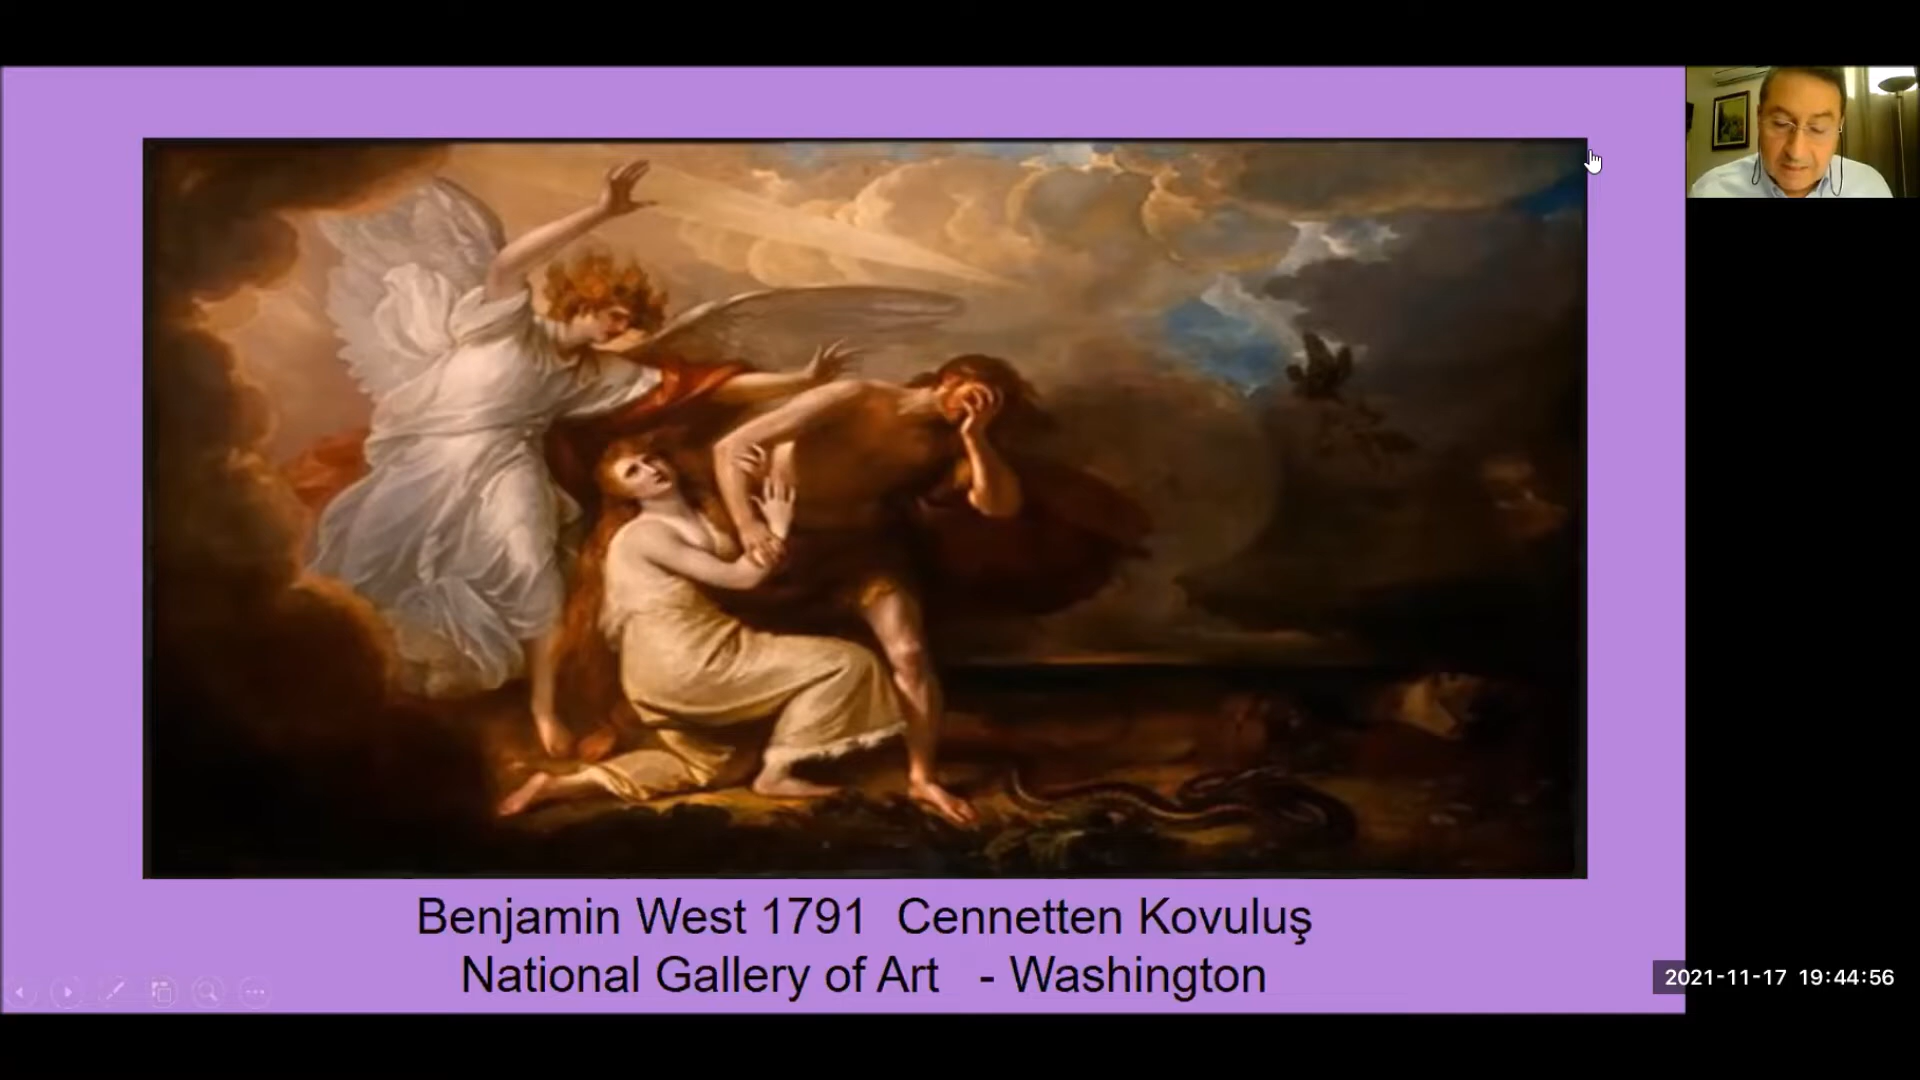 Benjamin West 1791 Cennetten Kovuluş
National Gallery of Art - Washington
2021-11-17 19:44:56